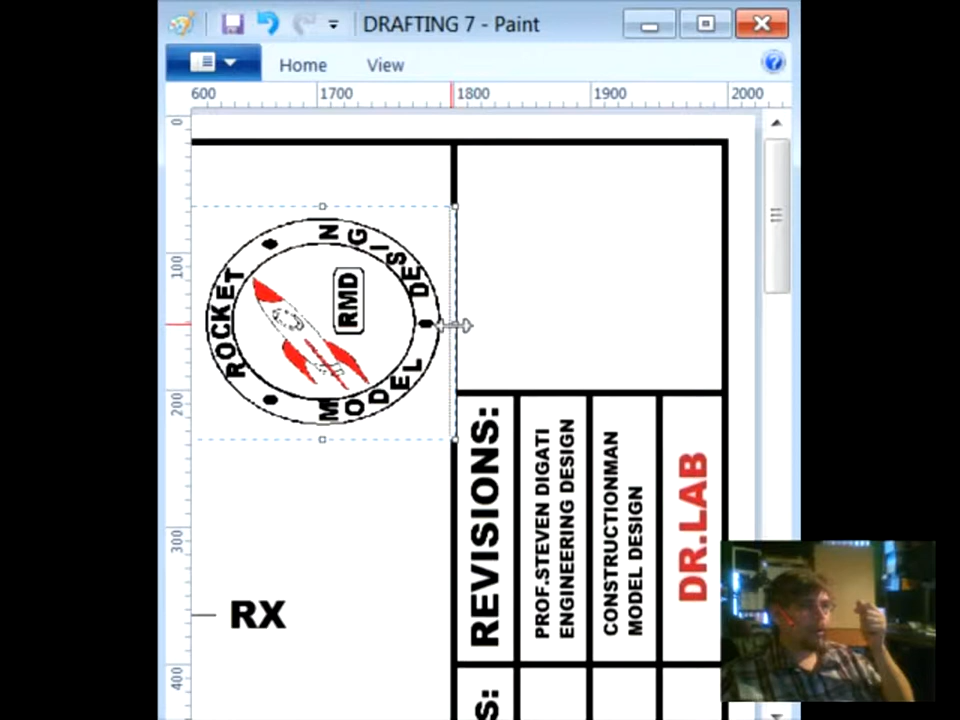 DRAFTING 7 - Paint
Home
View
600
1700
1800
1900
2000
0
100
200
300
400
ROCKET
MODEL DESIGN
RMD
RX
REVISIONS:
PROF.STEVEN DIGATI
ENGINEERING DESIGN
CONSTRUCTIONMAN
MODEL DESIGN
DR.LAB
S: